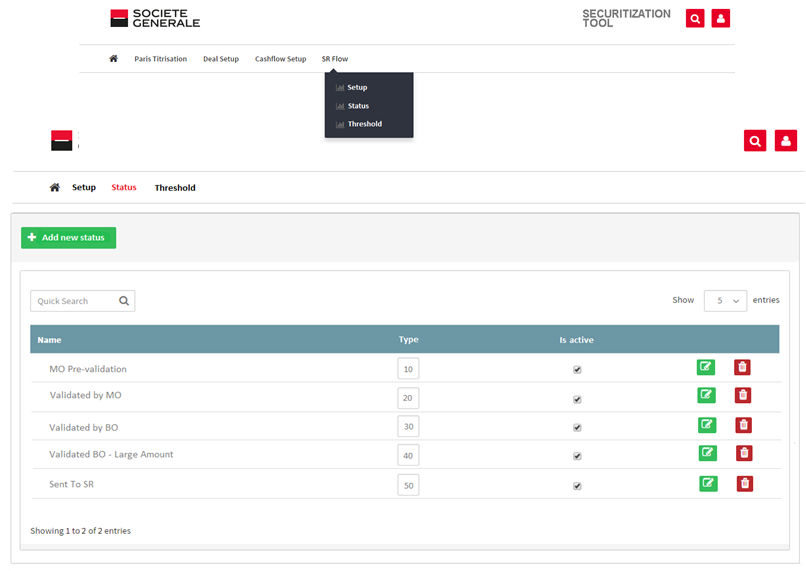 SOCIETE
GENERALE
SECURITIZATION
TOOL
Paris Titrisation Deal Setup Cashflow Setup SR Flow
Setup
Status
Threshold
Setup Status Threshold
Add new status
Quick Search Show 5 entries
Name Type Is active
MO Pre-validation 10
Validated by MO 20
Validated by BO 30
Validated BO - Large Amount 40
Sent To SR 50
Showing 1 to 2 of 2 entries